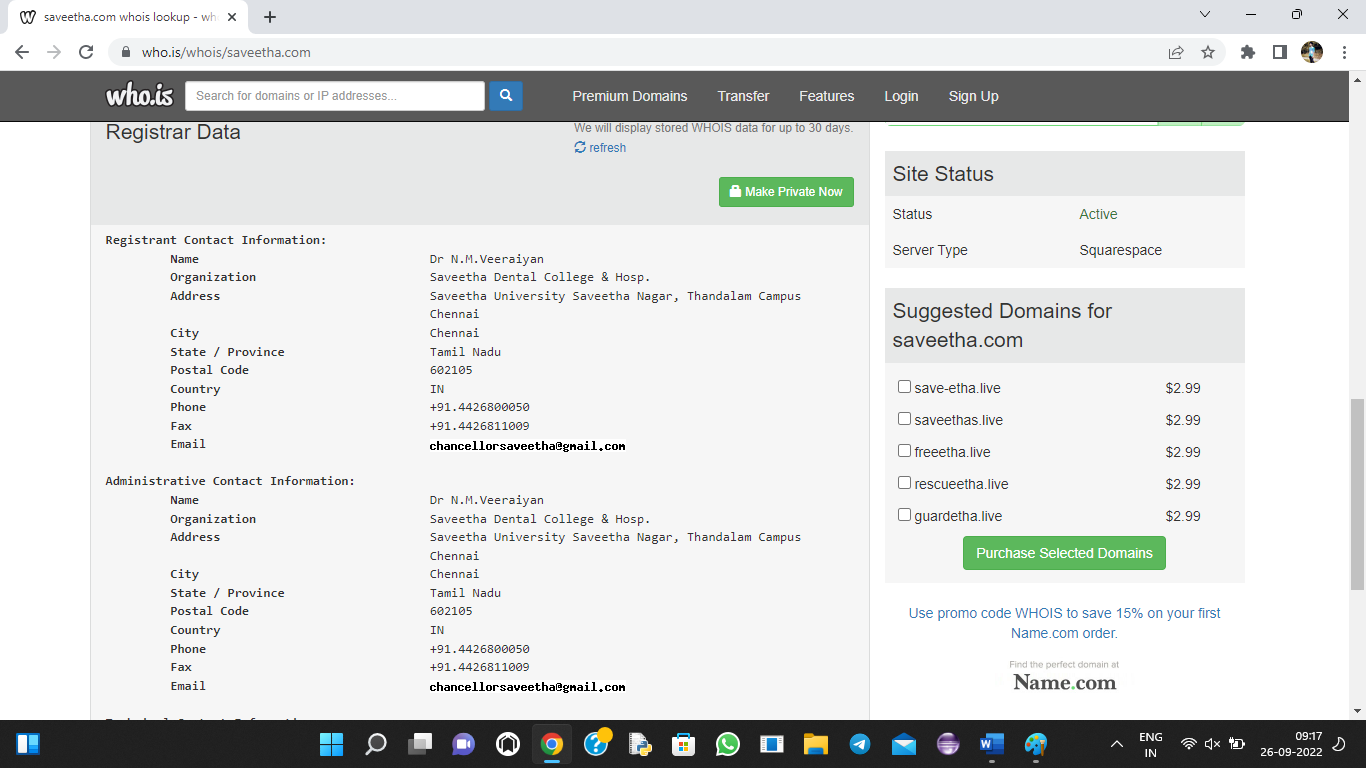 saveetha.com whois lookup - wh
who.is/whois/saveetha.com
who.is
Search for domains or IP addresses...
Premium Domains Transfer Features Login Sign Up
Registrar Data
We will display stored WHOIS data for up to 30 days.
refresh
Make Private Now
Registrant Contact Information:
Name Dr N.M.Veeraiyan
Organization Saveetha Dental College & Hosp.
Address Saveetha University Saveetha Nagar, Thandalam Campus
Chennai
City Chennai
State / Province Tamil Nadu
Postal Code 602105
Country IN
Phone +91.4426800050
Fax +91.4426811009
Email chancellorsaveetha@gmail.com
Administrative Contact Information:
Name Dr N.M.Veeraiyan
Organization Saveetha Dental College & Hosp.
Address Saveetha University Saveetha Nagar, Thandalam Campus
Chennai
City Chennai
State / Province Tamil Nadu
Postal Code 602105
Country IN
Phone +91.4426800050
Fax +91.4426811009
Email chancellorsaveetha@gmail.com
Site Status
Status Active
Server Type Squarespace
Suggested Domains for
saveetha.com
save-etha.live $2.99
saveethas.live $2.99
freeetha.live $2.99
rescueetha.live $2.99
guardetha.live $2.99
Purchase Selected Domains
Use promo code WHOIS to save 15% on your first
Name.com order.
Find the perfect domain at
Name.com
ENG
IN
09:17
26-09-2022